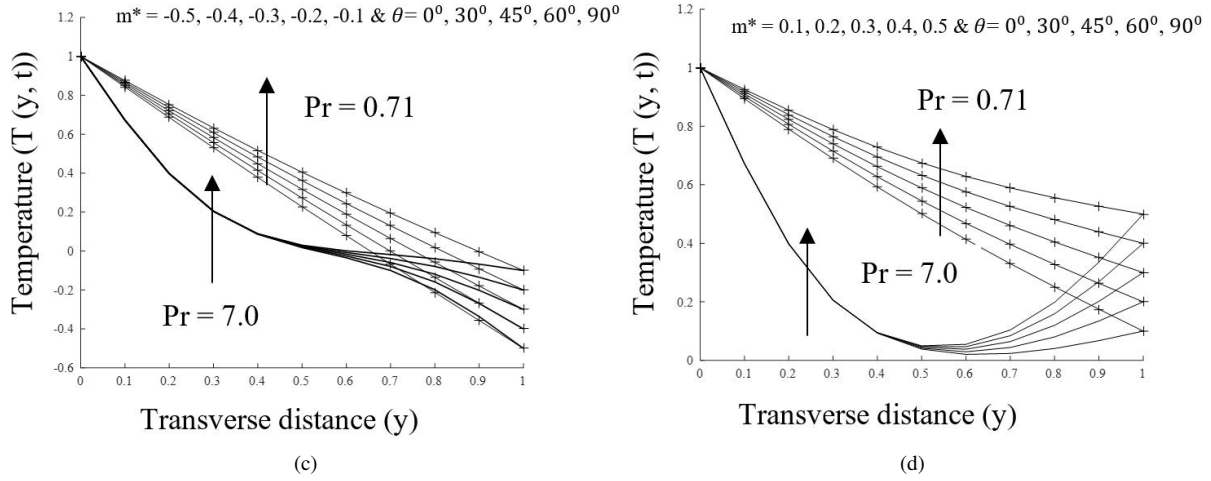 m* = -0.5, -0.4, -0.3, -0.2, -0.1 & θ= 0⁰, 30⁰, 45⁰, 60⁰, 90⁰
1.2
1
0.8
0.6
0.4
0.2
0
-0.2
-0.4
-0.6
Temperature (T (y, t))
Pr = 0.71
Pr = 7.0
0 0.1 0.2 0.3 0.4 0.5 0.6 0.7 0.8 0.9 1
Transverse distance (y)
(c)
m* = 0.1, 0.2, 0.3, 0.4, 0.5 & θ= 0⁰, 30⁰, 45⁰, 60⁰, 90⁰
1.2
1
0.8
0.6
0.4
0.2
0
Temperature (T (y, t))
Pr = 0.71
Pr = 7.0
0 0.1 0.2 0.3 0.4 0.5 0.6 0.7 0.8 0.9 1
Transverse distance (y)
(d)